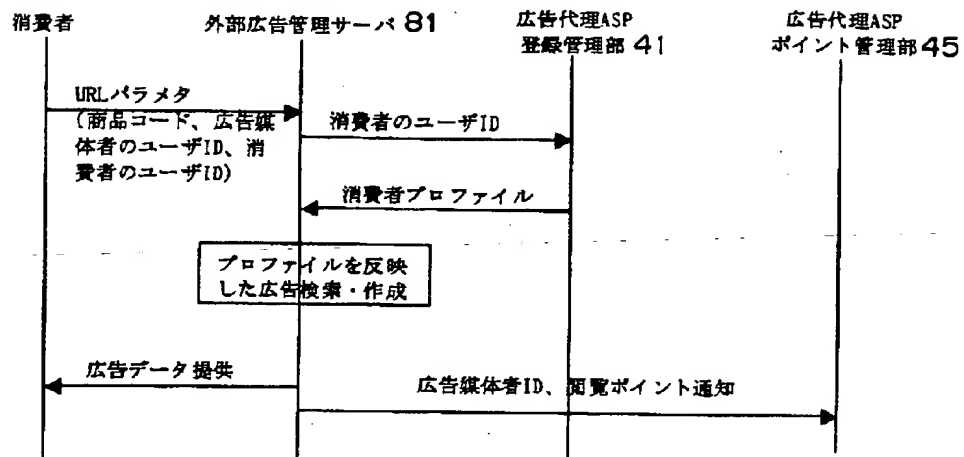 消費者
外部広告管理サーバ 81
広告代理ASP
登録管理部 41
広告代理ASP
ポイント管理部 45
URLパラメタ
(商品コード、広告媒
体者のユーザID、消
費者のユーザID)
消費者のユーザID
消費者プロファイル
プロファイルを反映
した広告検索・作成
広告データ提供
広告媒体者ID、閲覧ポイント通知